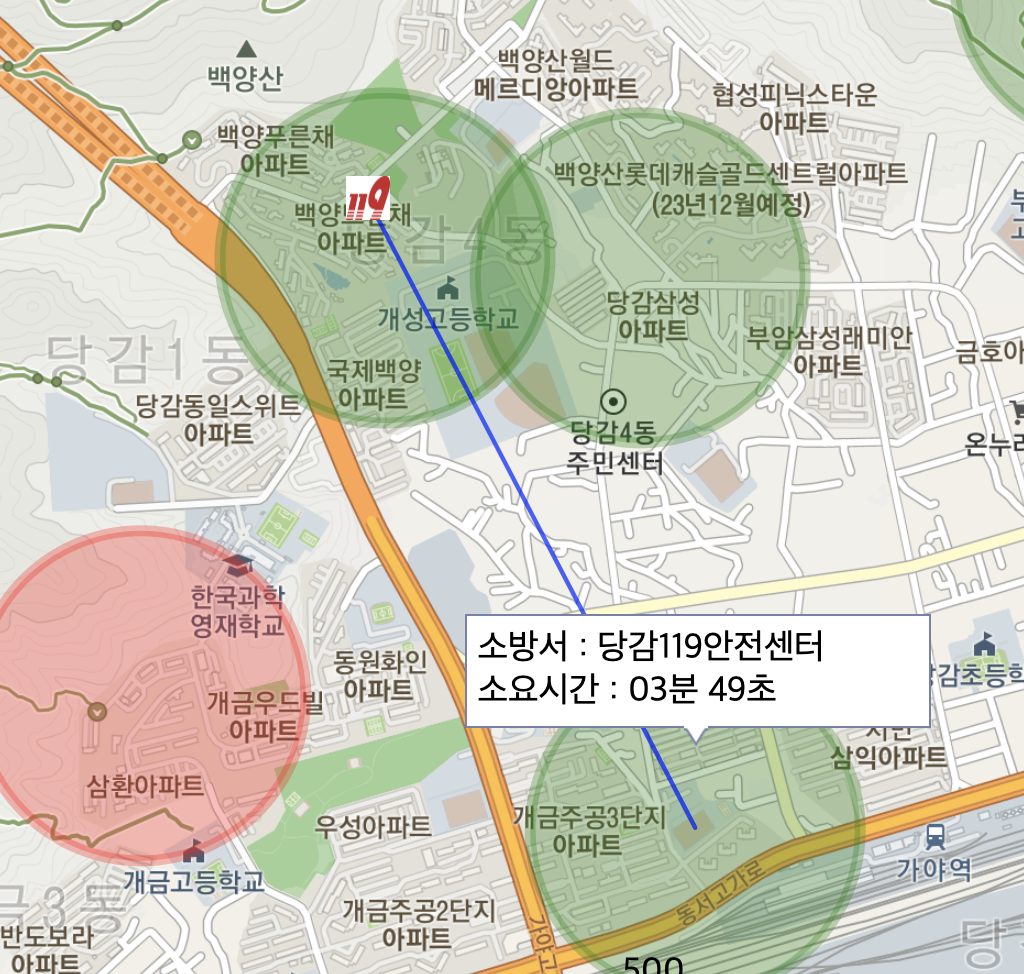 백양산
백양산월드
메르디앙아파트
협성피닉스타운
아파트
백양푸른채
아파트
백양산롯데캐슬골드센트럴아파트
(23년12월예정)
119
채
아파트
감4동
개성고등학교
당감삼성
아파트
부암삼성래미안
아파트
금호아
당감1동
국제백양
아파트
당감동일스위트
아파트
당감4동
주민센터
온누리
한국과학
영재학교
소방서 : 당감119안전센터
소요시간 : 03분 49초
동원화인
아파트
개금우드빌
아파트
감초등학
삼익아파트
삼환아파트
우성아파트
개금주공3단지
아파트
개금고등학교
가야역
동서고가로
개금주공2단지
아파트
금3동
반도보라
아파트
가야
당
500